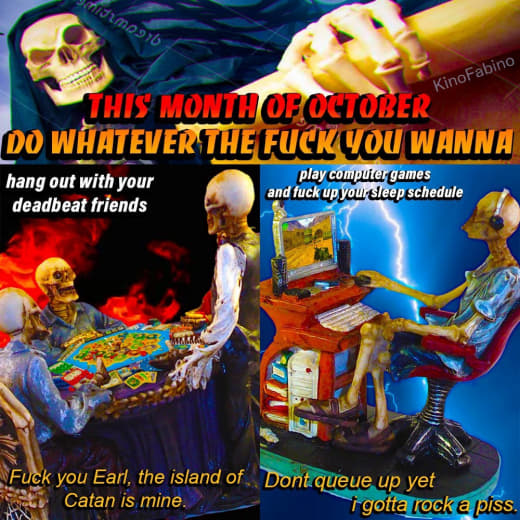 dreamstime
KinoFabino
THIS MONTH OF OCTOBER
DO WHATEVER THE FUCK YOU WANNA
hang out with your
deadbeat friends
play computer games
and fuck up your sleep schedule
Fuck you Earl, the island of
Catan is mine.
Dont queue up yet
i gotta rock a piss.